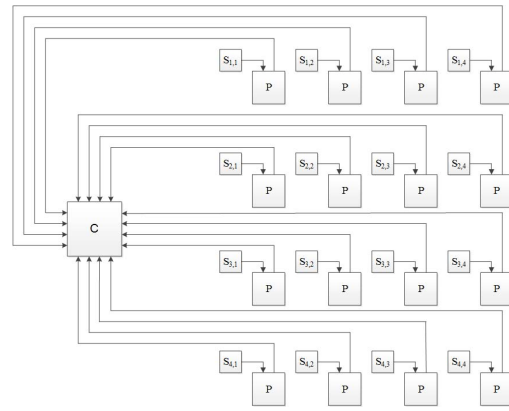 S1,1 S1,2 S1,3 S1,4
P P P P
S2,1 S2,2 S2,3 S2,4
P P P P
C
S3,1 S3,2 S3,3 S3,4
P P P P
S4,1 S4,2 S4,3 S4,4
P P P P